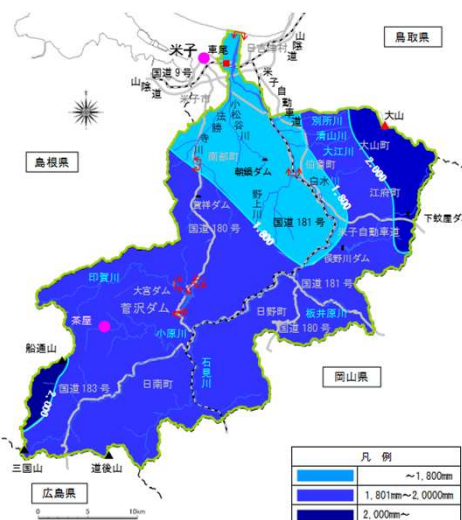 鳥取県
米子
車尾
日吉津村
山陰道
国道9号
山陰道
米子市
米子自動車道
小松谷川
法勝寺川
別所川
清山川
大江川
大山
大山町
2,000
島根県
南部町
朝鍋ダム
伯耆町
白水川
1,800
江府町
野上川
賀祥ダム
国道181号
下蚊屋ダ
国道180号
1,800
米子自動車道
俣野川ダム
印賀川
大宮ダム
国道181号
菅沢ダム
日野町
板井原川
茶屋
国道180号
小原川
船通山
石見川
岡山県
国道183号
日南町
2,000
三国山
道後山
広島県
0 5 10km
凡 例
~1,800mm
1,801mm~2,0000mm
2,000mm~